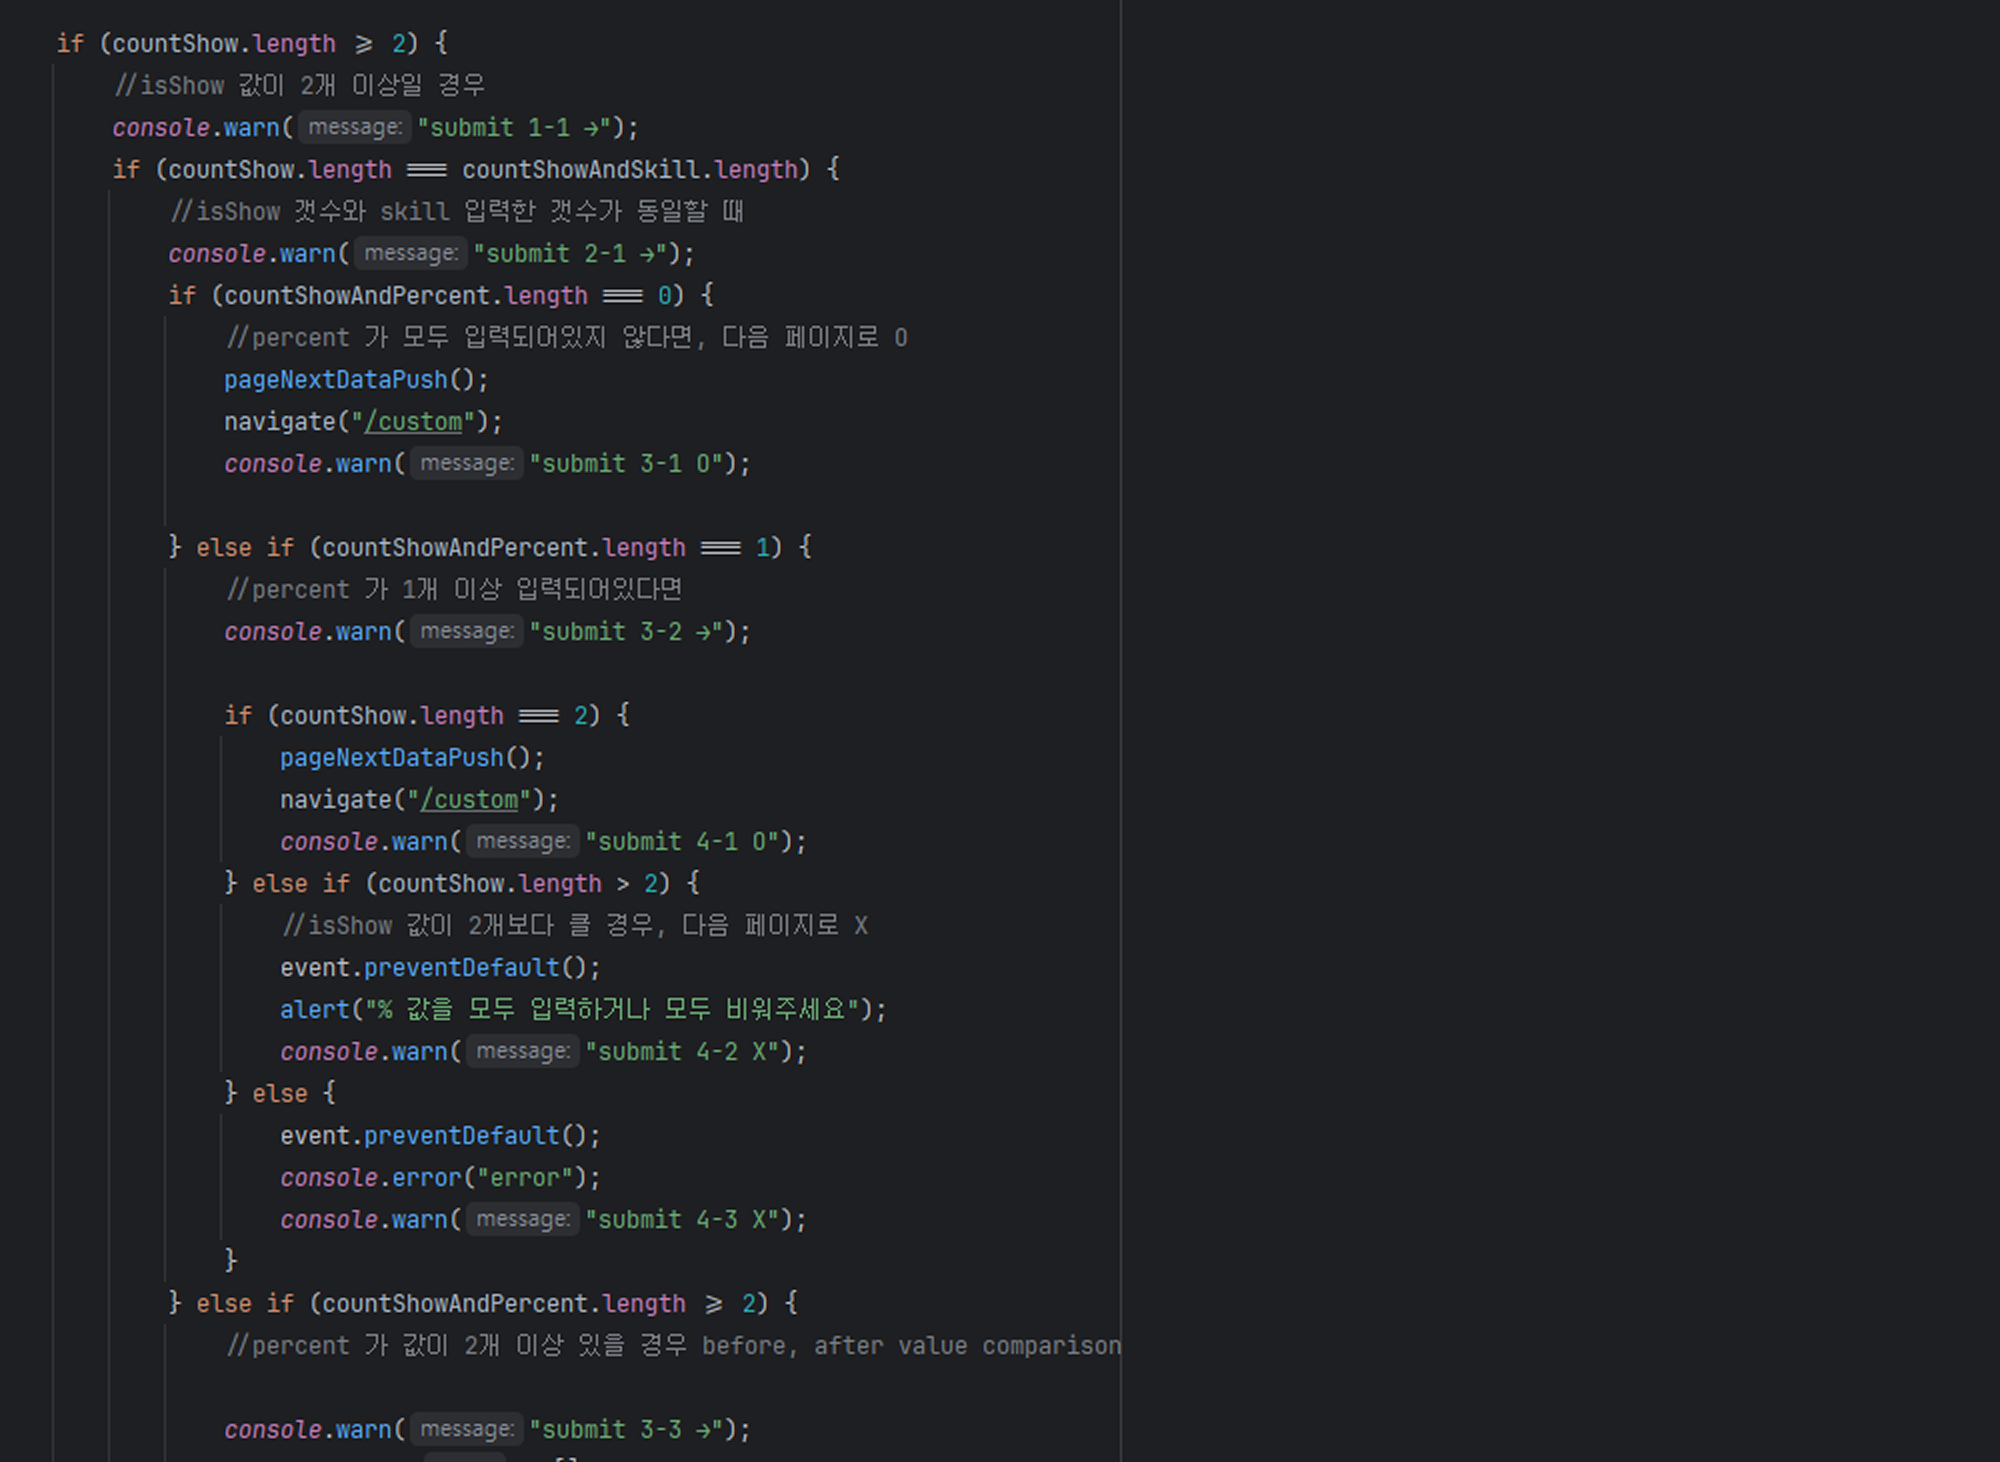 if (countShow.length >= 2) {
//isShow 값이 2개 이상일 경우
console.warn( message: "submit 1-1 →");
if (countShow.length === countShowAndSkill.length) {
//isShow 갯수와 skill 입력한 갯수가 동일할 때
console.warn( message: "submit 2-1 →");
if (countShowAndPercent.length === 0) {
//percent 가 모두 입력되어있지 않다면, 다음 페이지로 O
pageNextDataPush();
navigate("/custom");
console.warn( message: "submit 3-1 O");
} else if (countShowAndPercent.length === 1) {
//percent 가 1개 이상 입력되어있다면
console.warn( message: "submit 3-2 →");
if (countShow.length === 2) {
pageNextDataPush();
navigate("/custom");
console.warn( message: "submit 4-1 O");
} else if (countShow.length > 2) {
//isShow 값이 2개보다 클 경우, 다음 페이지로 X
event.preventDefault();
alert("% 값을 모두 입력하거나 모두 비워주세요");
console.warn( message: "submit 4-2 X");
} else {
event.preventDefault();
console.error("error");
console.warn( message: "submit 4-3 X");
}
} else if (countShowAndPercent.length >= 2) {
//percent 가 값이 2개 이상 있을 경우 before, after value comparison
console.warn( message: "submit 3-3 →");